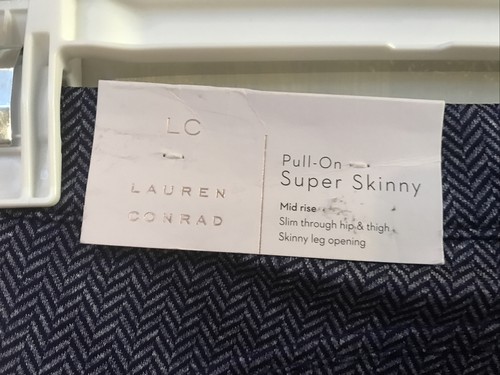 LC
LAUREN
CONRAD
Pull-On
Super Skinny
Mid rise
Slim through hip & thigh
Skinny leg opening